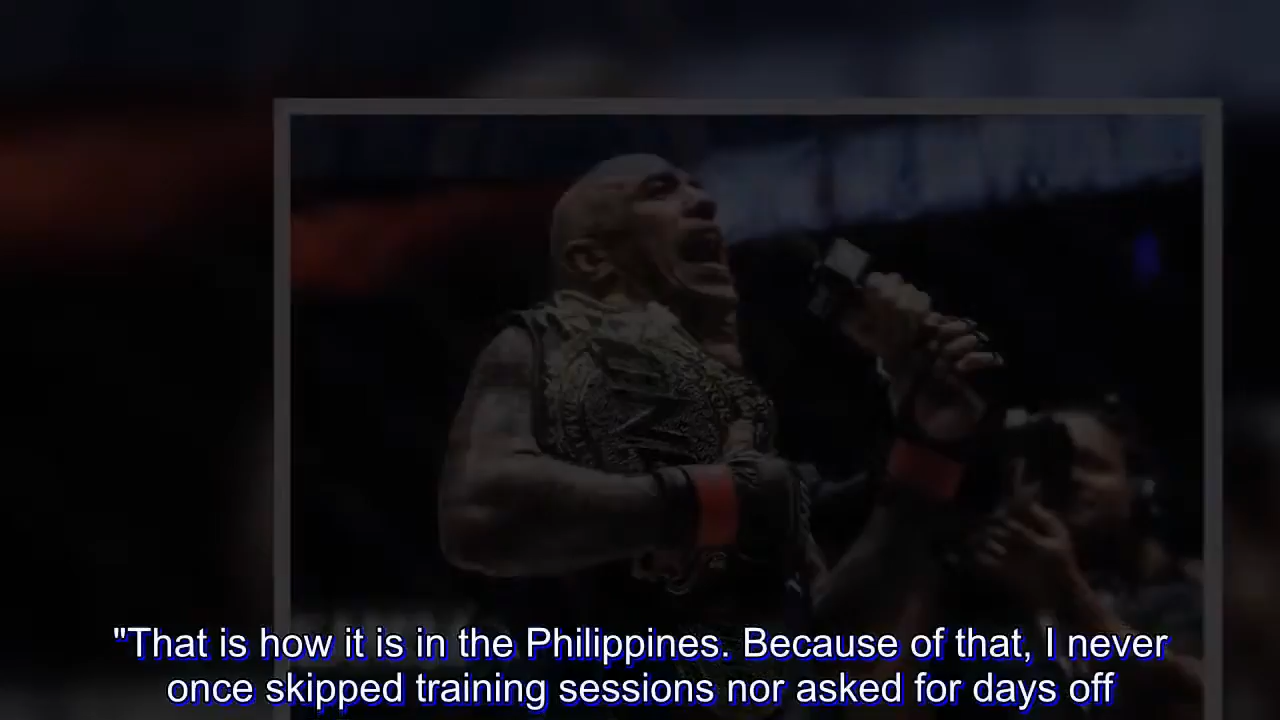 "That is how it is in the Philippines. Because of that, I never
once skipped training sessions nor asked for days off